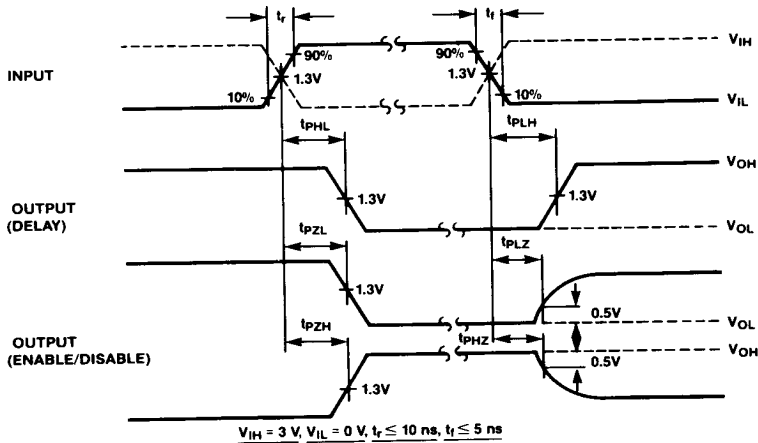 tr
tf
90%
90%
VIH
INPUT
1.3V
1.3V
10%
10%
VIL
tPHL
tPLH
VOH
1.3V
1.3V
OUTPUT
(DELAY)
tPZL
tPLZ
VOL
1.3V
0.5V
tPZH
VOL
OUTPUT
(ENABLE/DISABLE)
tPHZ
VOH
0.5V
1.3V
VIH = 3 V, VIL = 0 V, tr ≤ 10 ns, tf ≤ 5 ns